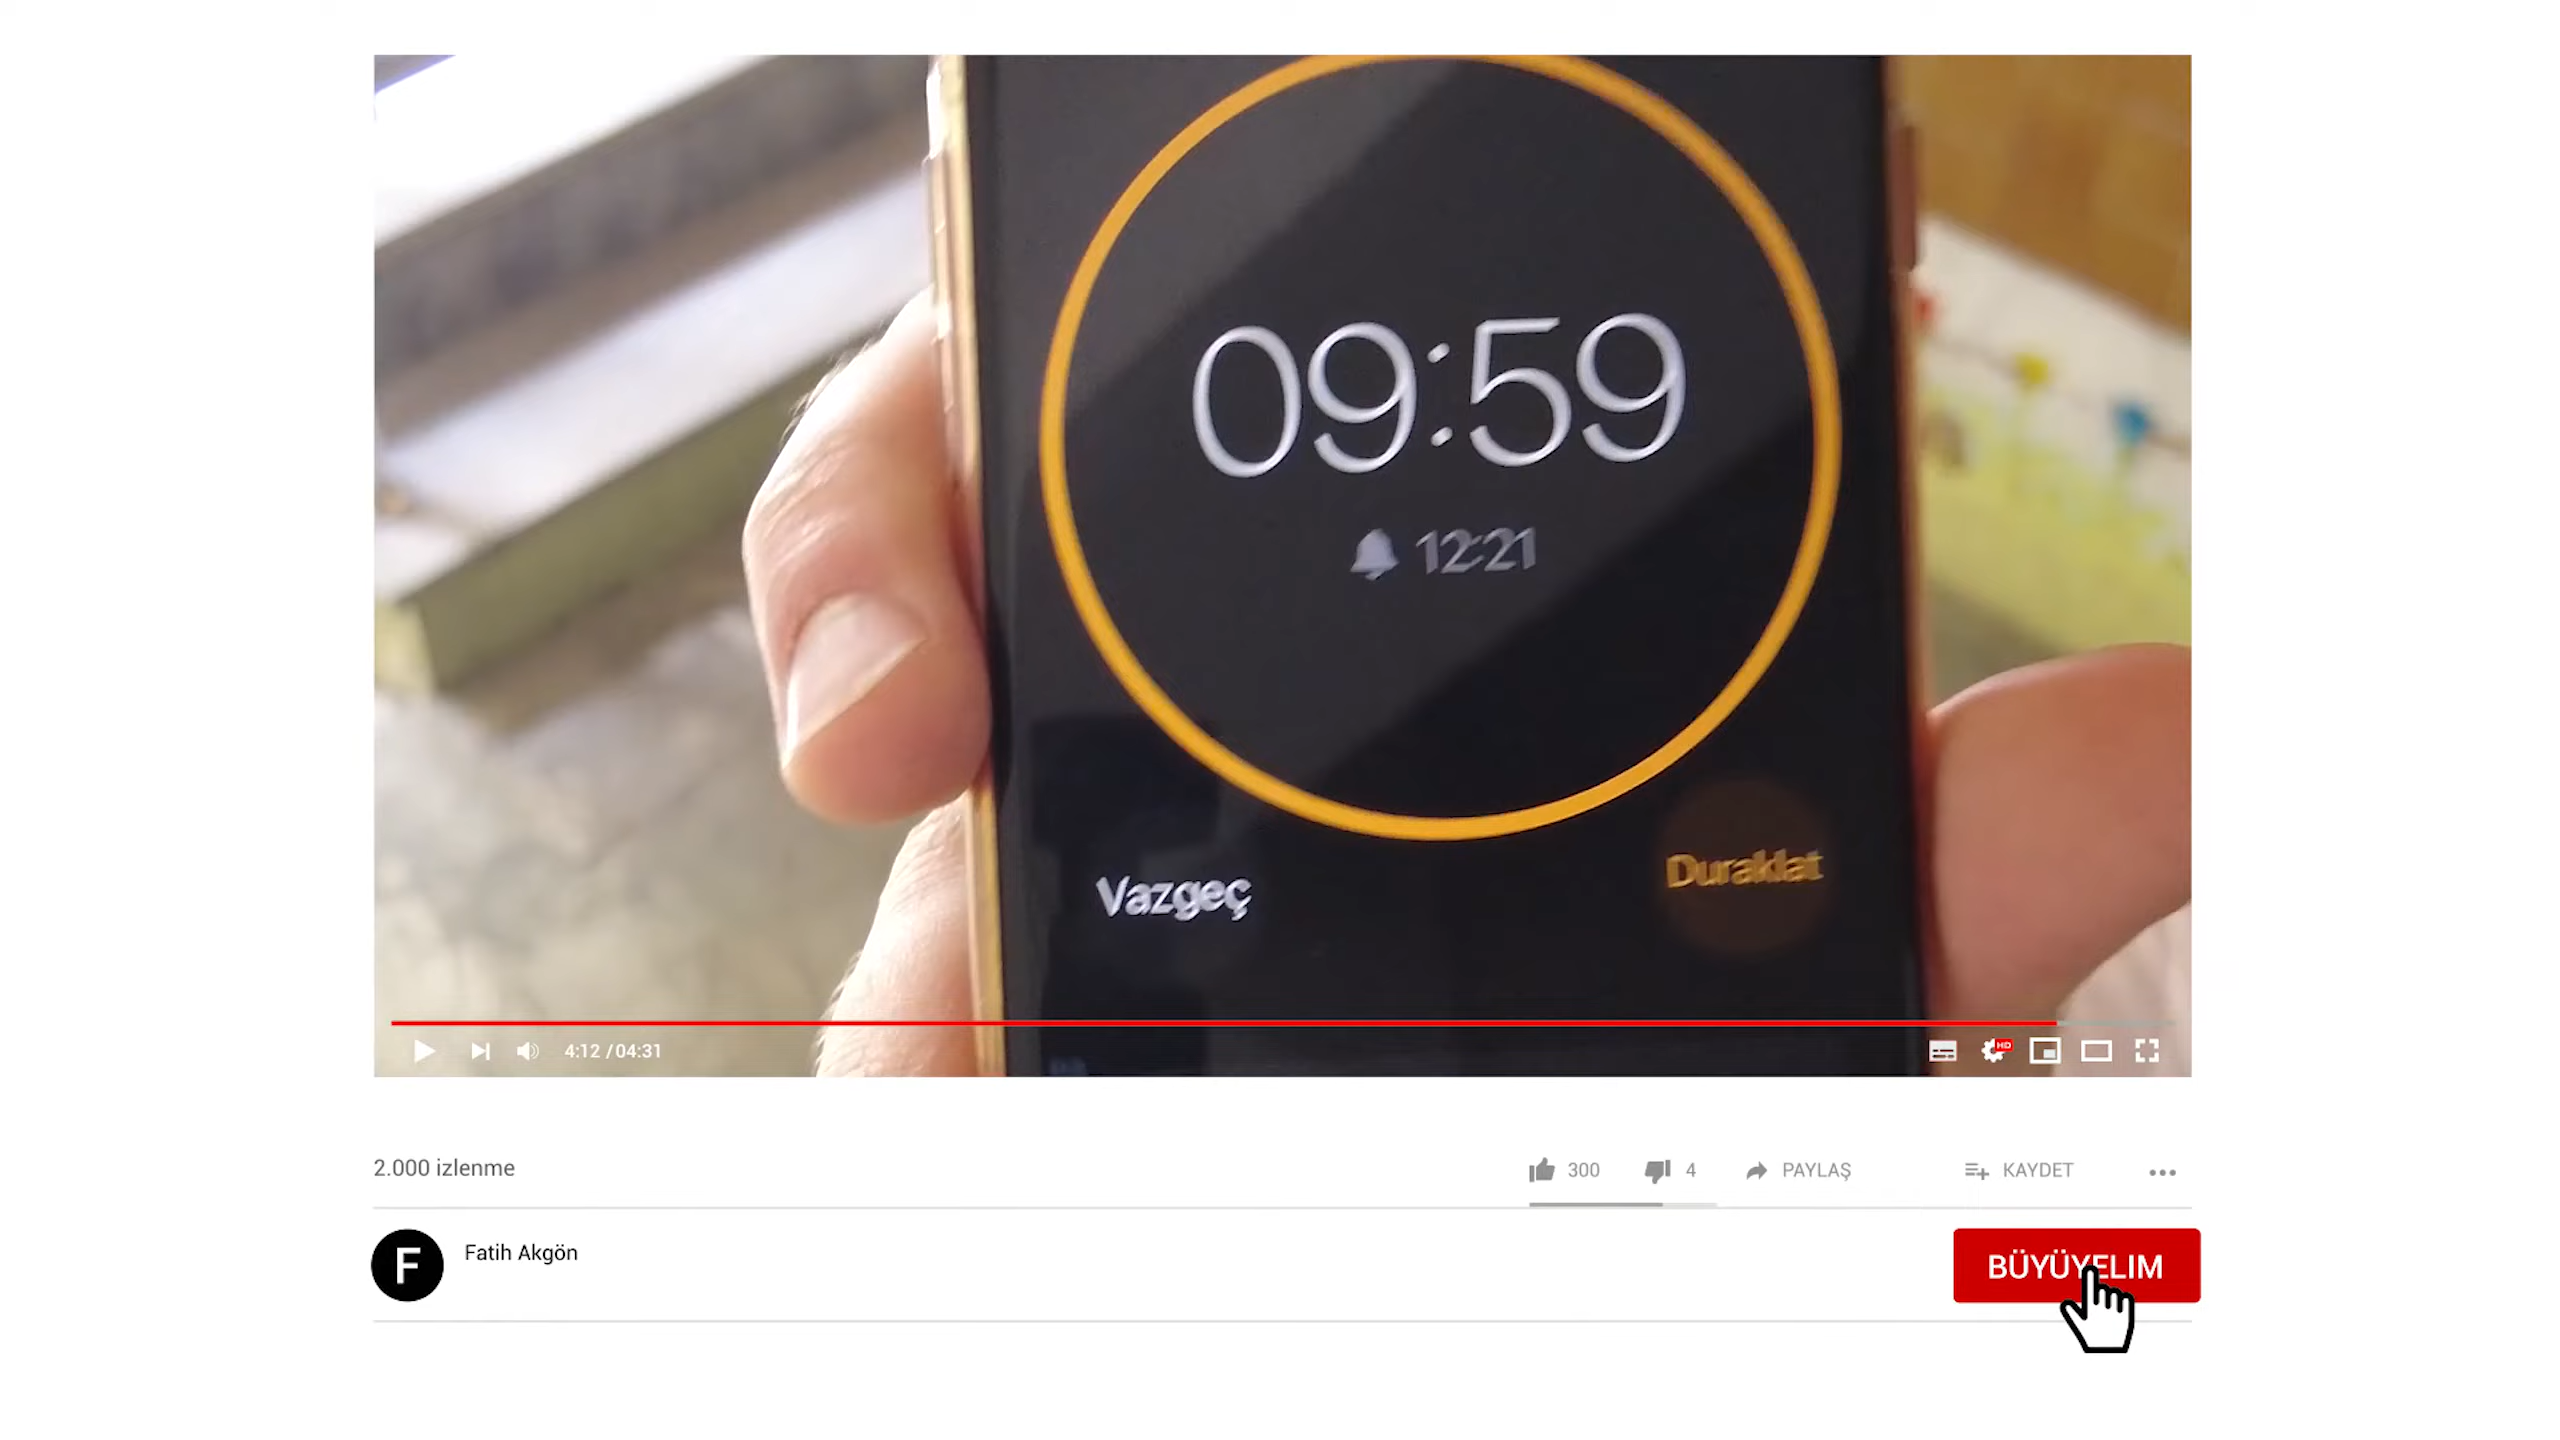 09:59
12:21
Vazgeç
Duraklat
4:12 / 04:31
HD
2.000 izlenme
300
4
PAYLAŞ
KAYDET
F
Fatih Akgön
BÜYÜYELIM